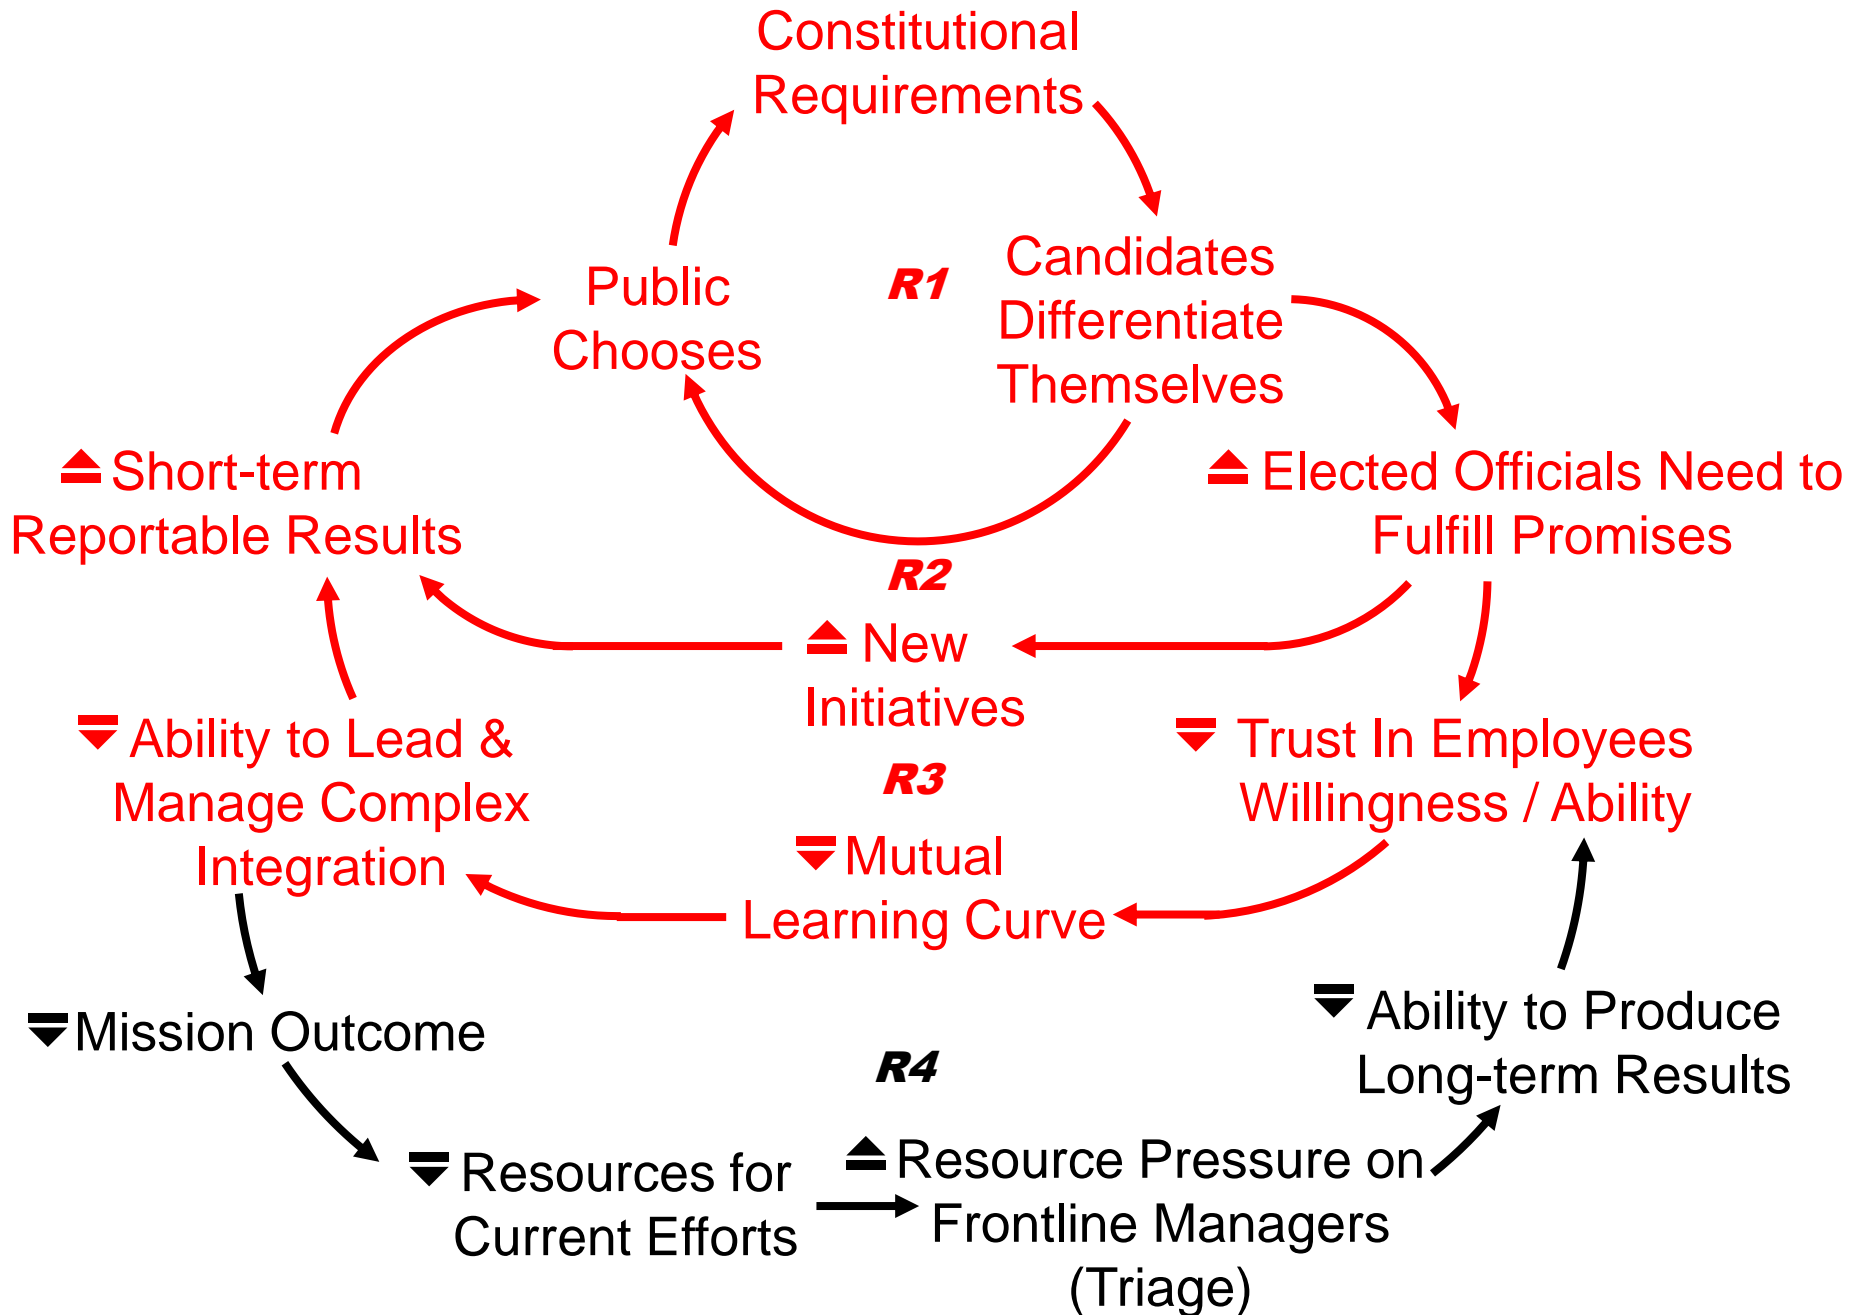 Constitutional
Requirements
Public
Chooses
R1
Candidates
Differentiate
Themselves
Short-term
Reportable Results
Elected Officials Need to
Fulfill Promises
R2
New
Initiatives
Ability to Lead &
Manage Complex
Integration
R3
Trust In Employees
Willingness / Ability
Mutual
Learning Curve
Mission Outcome
R4
Ability to Produce
Long-term Results
Resources for
Current Efforts
Resource Pressure on
Frontline Managers
(Triage)